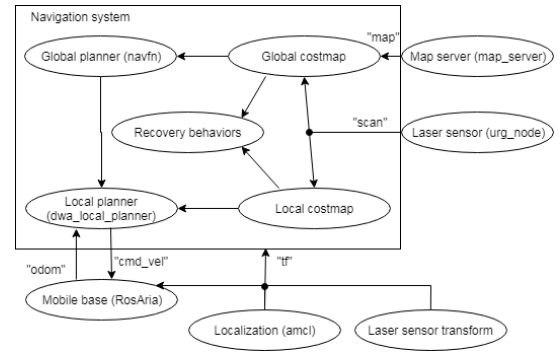 Navigation system
"map"
Global planner (navfn)
Global costmap
Map server (map_server)
"scan"
Recovery behaviors
Laser sensor (urg_node)
Local planner
(dwa_local_planner)
Local costmap
"odom"
"cmd_vel"
"tf"
Mobile base (RosAria)
Localization (amcl)
Laser sensor transform